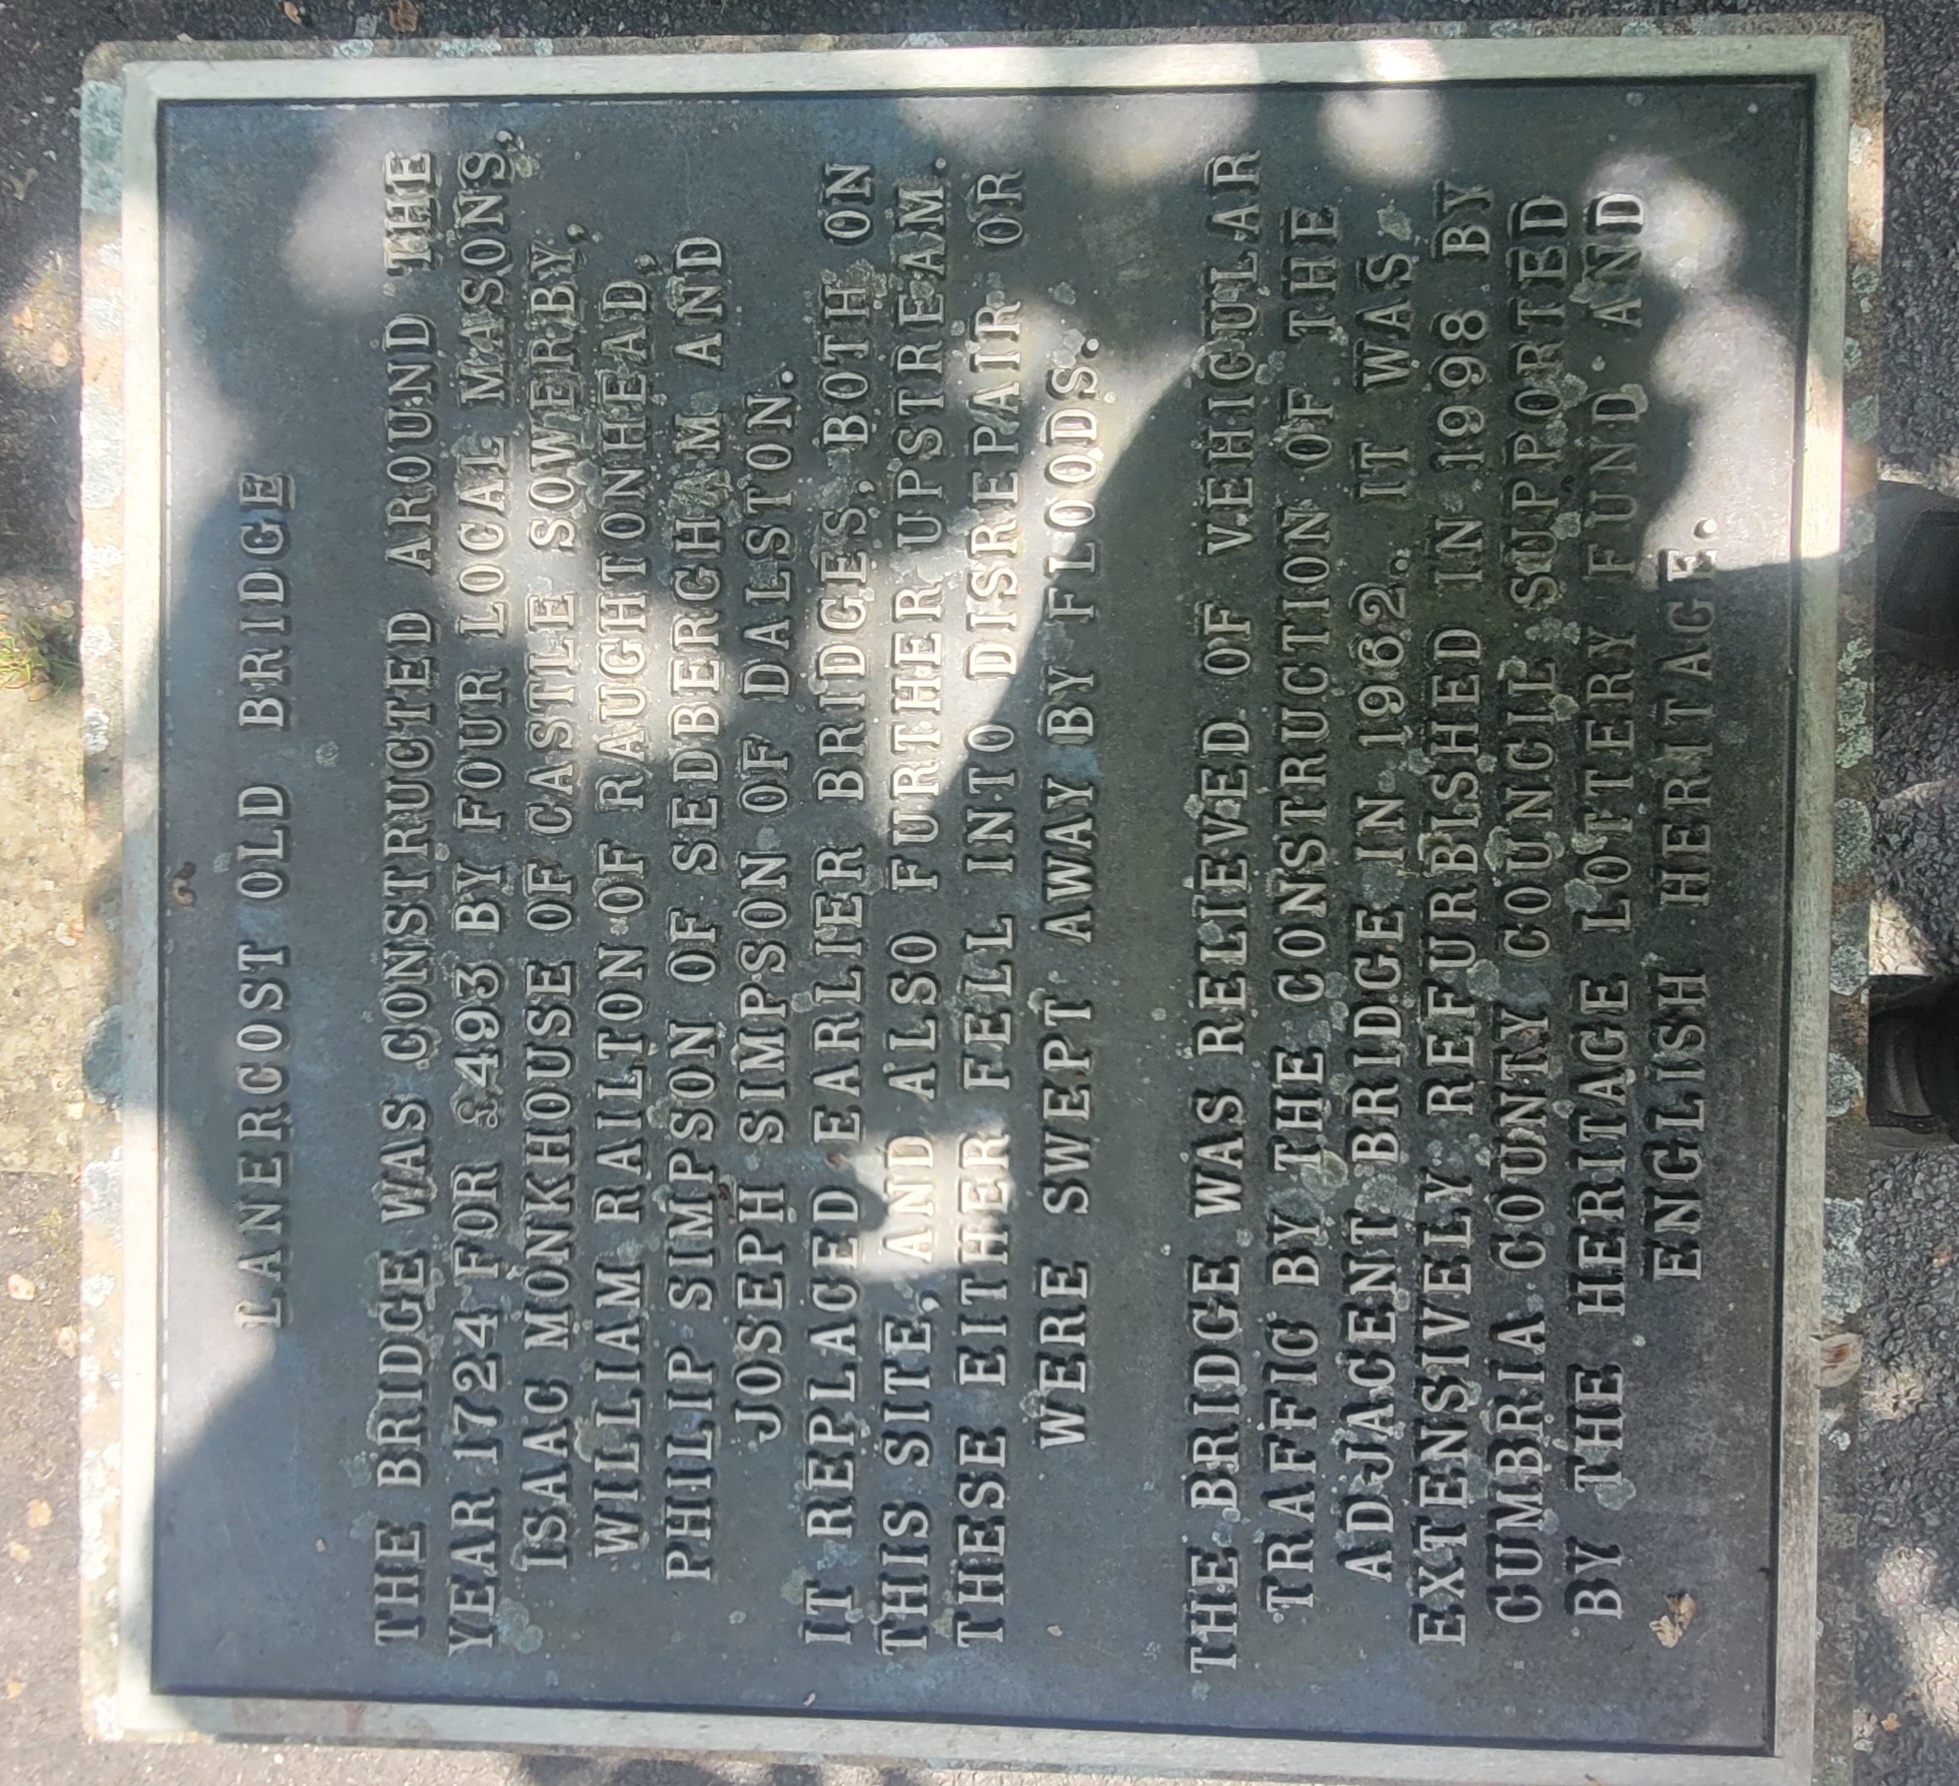 LANERCOST OLD BRIDGE
THE BRIDGE WAS CONSTRUCTED AROUND THE
YEAR 1724 FOR £493 BY FOUR LOCAL MASONS,
ISAAC MONKHOUSE OF CASTLE SOWERBY,
WILLIAM RAILTON OF RAUGHTONHEAD,
PHILIP SIMPSON OF SEDBERGHAM AND
JOSEPH SIMPSON OF DALSTON.
IT REPLACED EARLIER BRIDGES, BOTH ON
THIS SITE, AND ALSO FURTHER UPSTREAM.
THESE EITHER FELL INTO DISREPAIR OR
WERE SWEPT AWAY BY FLOODS.
THE BRIDGE WAS RELIEVED OF VEHICULAR
TRAFFIC BY THE CONSTRUCTION OF THE
ADJACENT BRIDGE IN 1962. IT WAS
EXTENSIVELY REFURBISHED IN 1998 BY
CUMBRIA COUNTY COUNCIL SUPPORTED
BY THE HERITAGE LOTTERY FUND AND
ENGLISH HERITAGE.